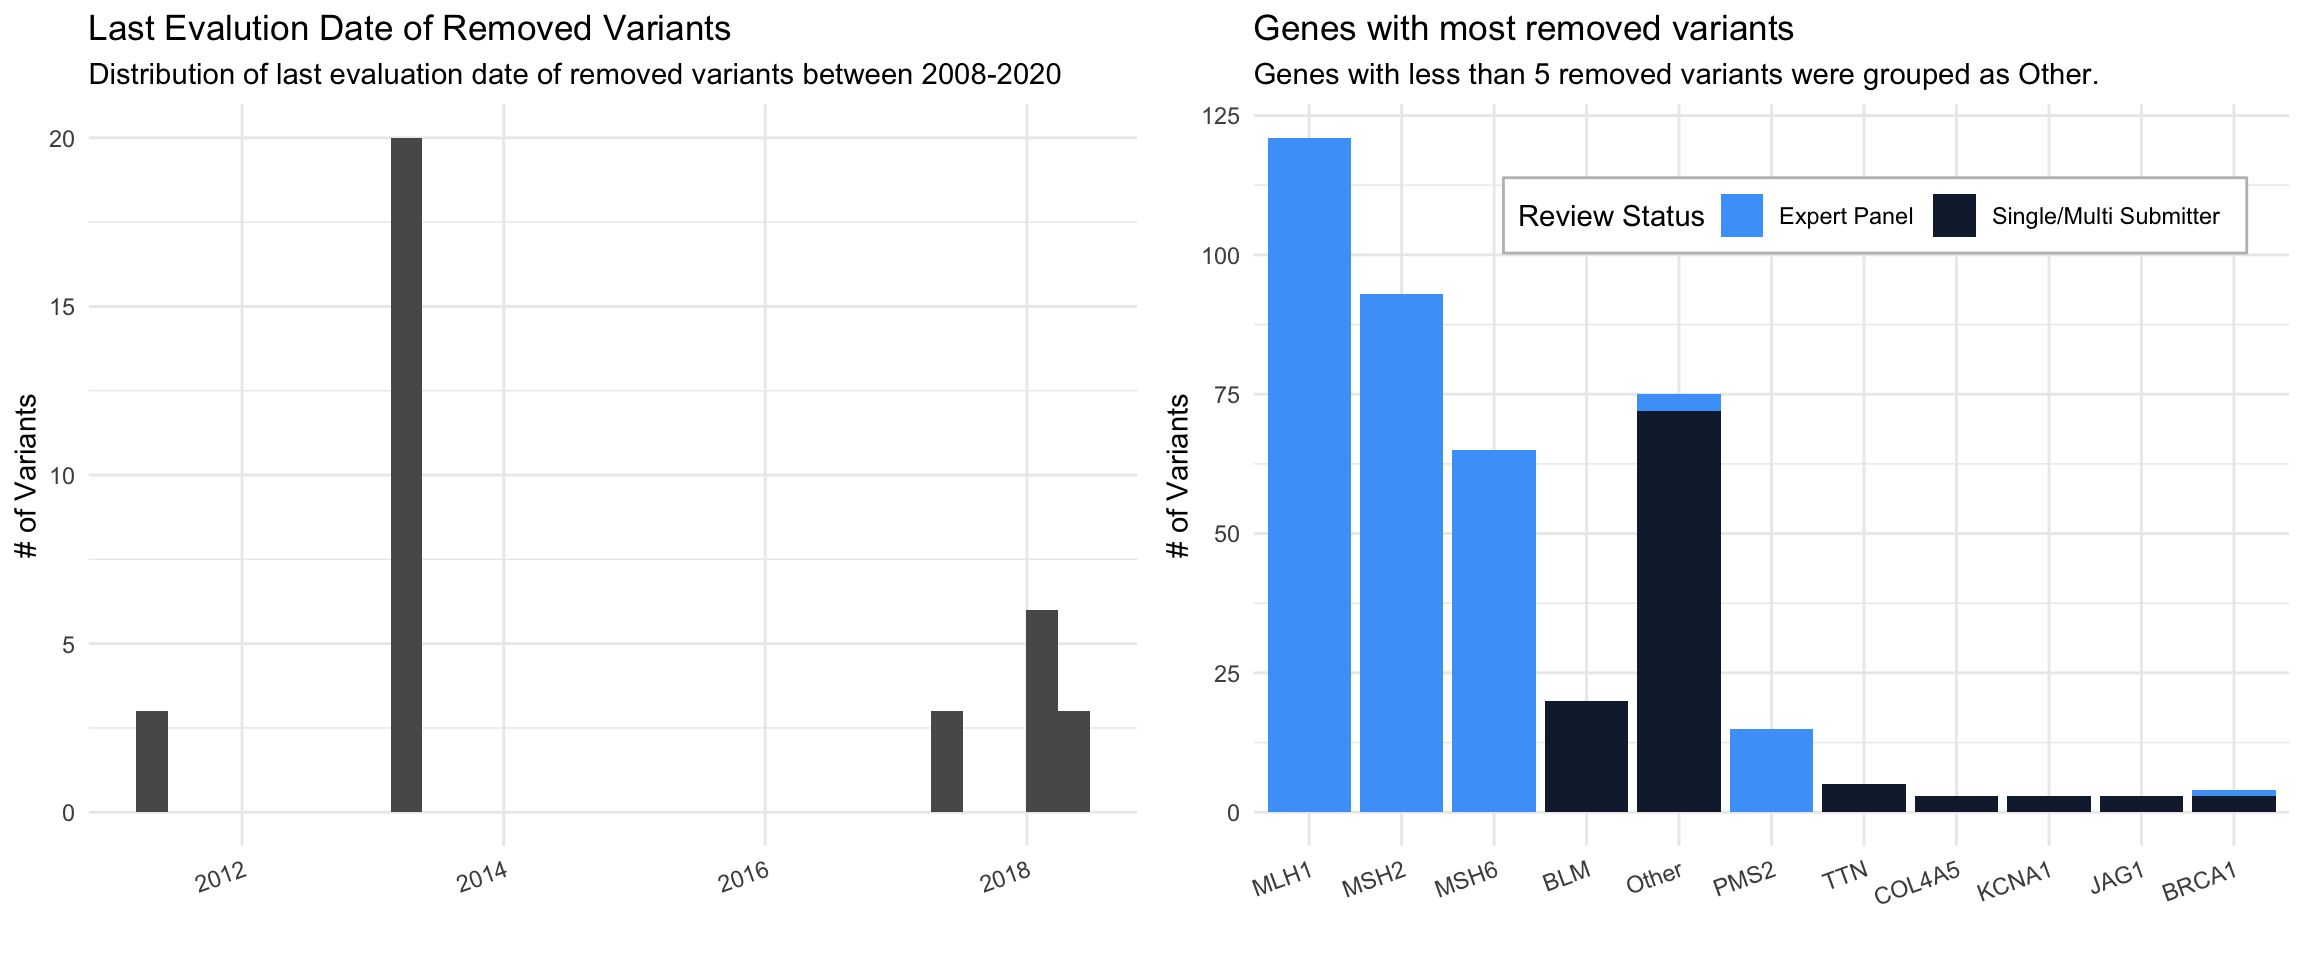 Last Evalution Date of Removed Variants
Distribution of last evaluation date of removed variants between 2008-2020
# of Variants
20
15
10
5
0
2012
2014
2016
2018
Genes with most removed variants
Genes with less than 5 removed variants were grouped as Other.
# of Variants
125
100
75
50
25
0
Review Status
Expert Panel
Single/Multi Submitter
MLH1
MSH2
MSH6
BLM
Other
PMS2
TTN
COL4A5
KCNA1
JAG1
BRCA1